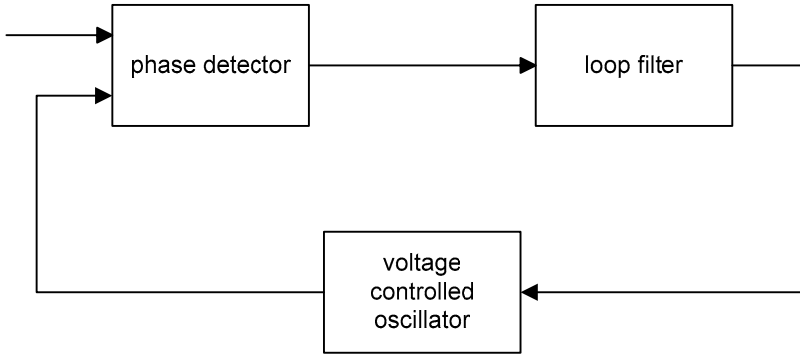 phase detector
loop filter
voltage
controlled
oscillator